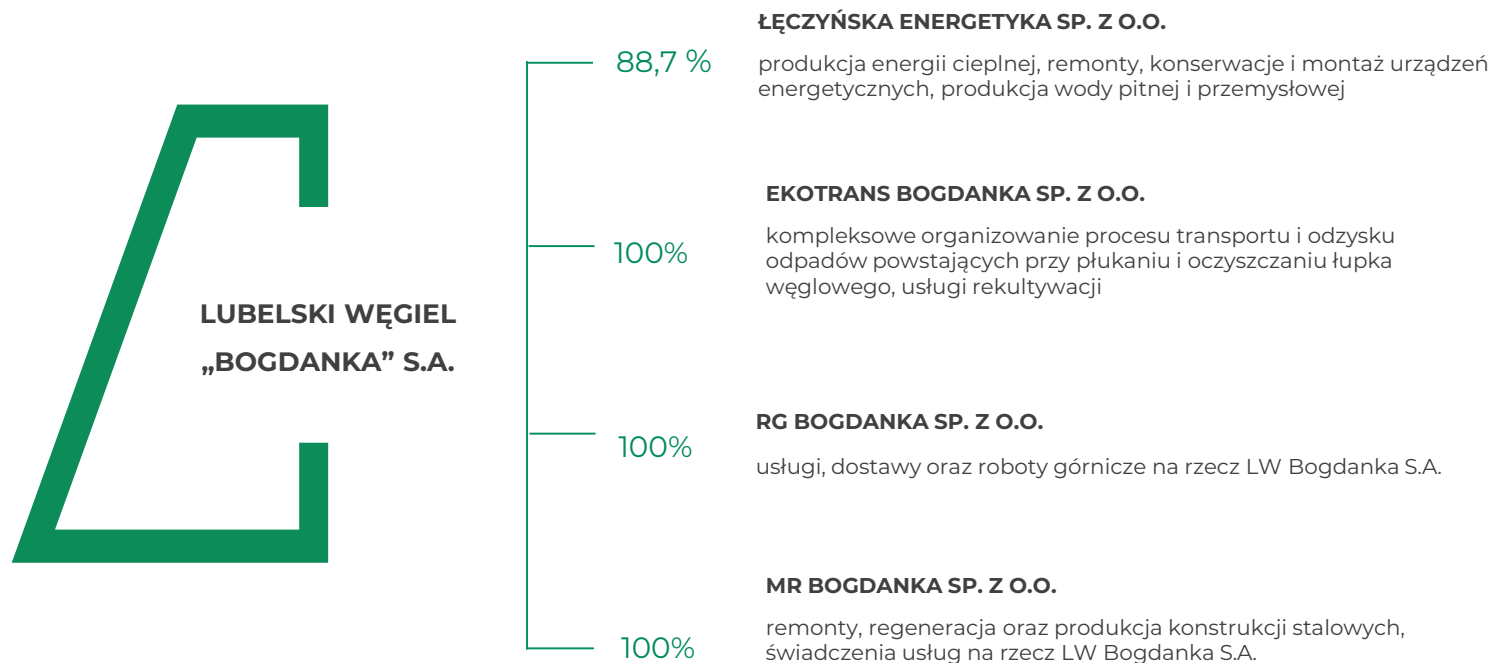 LUBELSKI WĘGIEL
„BOGDANKA” S.A.
88,7 %
ŁĘCZYŃSKA ENERGETYKA SP. Z O.O.
produkcja energii cieplnej, remonty, konserwacje i montaż urządzeń
energetycznych, produkcja wody pitnej i przemysłowej
100%
EKOTRANS BOGDANKA SP. Z O.O.
kompleksowe organizowanie procesu transportu i odzysku
odpadów powstających przy płukaniu i oczyszczaniu łupka
węglowego, usługi rekultywacji
100%
RG BOGDANKA SP. Z O.O.
usługi, dostawy oraz roboty górnicze na rzecz LW Bogdanka S.A.
100%
MR BOGDANKA SP. Z O.O.
remonty, regeneracja oraz produkcja konstrukcji stalowych,
świadczenia usług na rzecz LW Bogdanka S.A.